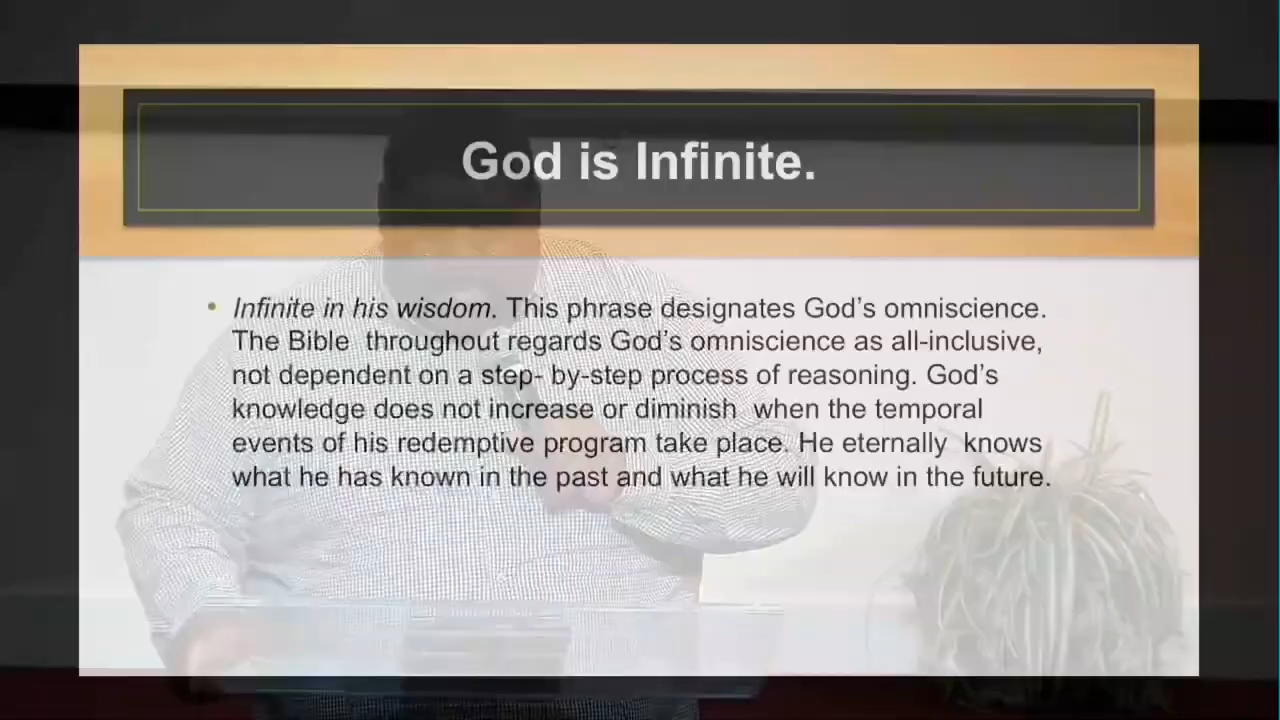 God is Infinite.
• Infinite in his wisdom. This phrase designates God’s omniscience.
The Bible  throughout regards God’s omniscience as all-inclusive,
not dependent on a step- by-step process of reasoning. God’s
knowledge does not increase or diminish  when the temporal
events of his redemptive program take place. He eternally  knows
what he has known in the past and what he will know in the future.